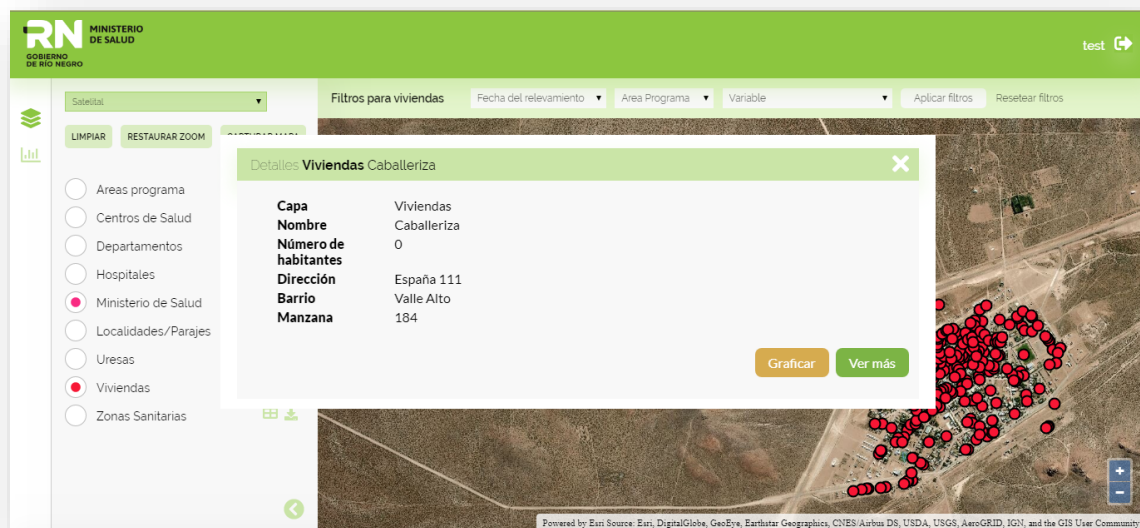 RN
MINISTERIO
DE SALUD
GOBIERNO
DE RÍO NEGRO
test
Satelital
Filtros para viviendas
Fecha del relevamiento
Area Programa
Variable
Aplicar filtros
Resetear filtros
LIMPIAR
RESTAURAR ZOOM
CAPTURAR MAPA
Detalles Viviendas Caballeriza
Capa Viviendas
Nombre Caballeriza
Número de 0
habitantes
Dirección España 111
Barrio Valle Alto
Manzana 184
Graficar
Ver más
Areas programa
Centros de Salud
Departamentos
Hospitales
Ministerio de Salud
Localidades/Parajes
Uresas
Viviendas
Zonas Sanitarias
+
−
Powered by Esri Source: Esri, DigitalGlobe, GeoEye, Earthstar Geographics, CNES/Airbus DS, USDA, USGS, AeroGRID, IGN, and the GIS User Community